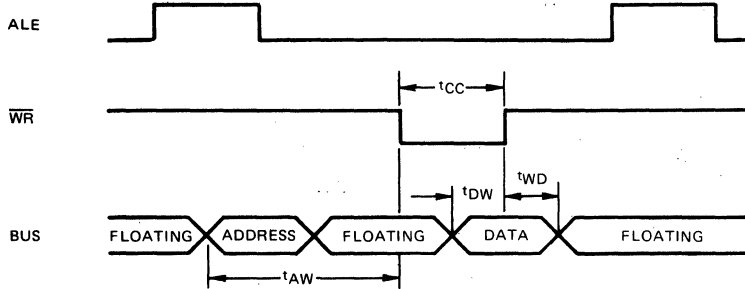 ALE
tCC
WR
tDW
tWD
BUS
FLOATING ADDRESS FLOATING DATA FLOATING
tAW